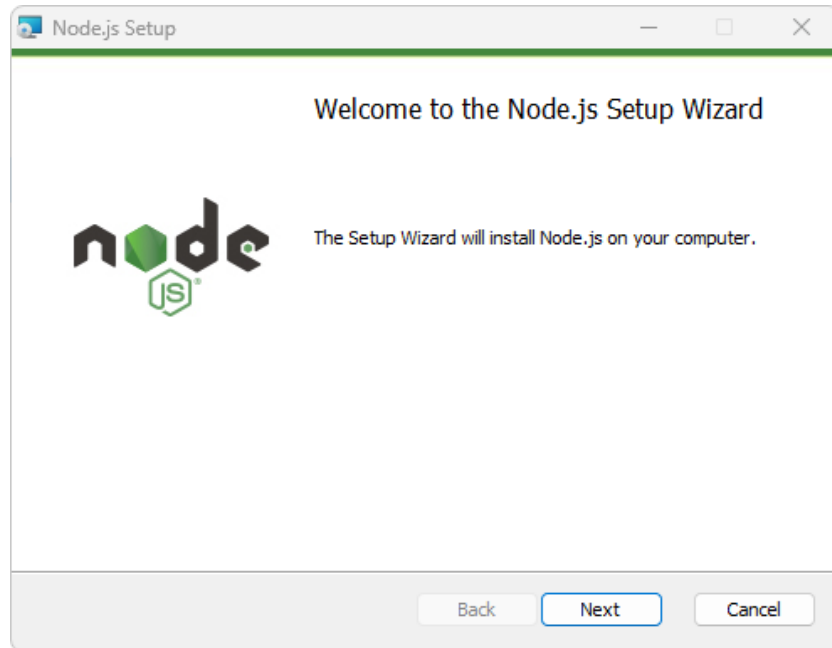 Node.js Setup
Welcome to the Node.js Setup Wizard
node
JS®
The Setup Wizard will install Node.js on your computer.
Back Next Cancel